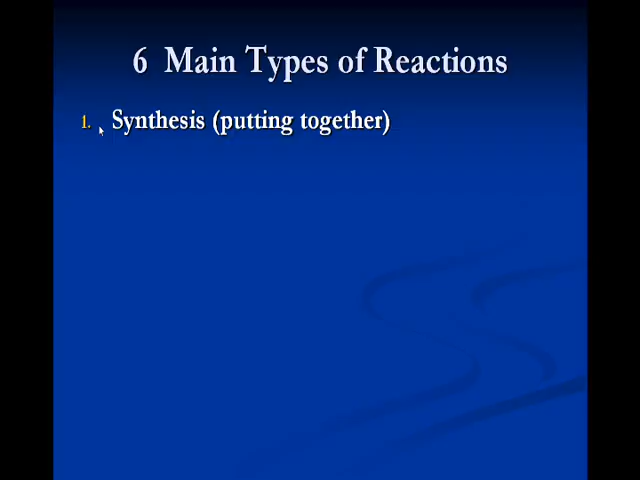 6 Main Types of Reactions
1. Synthesis (putting together)